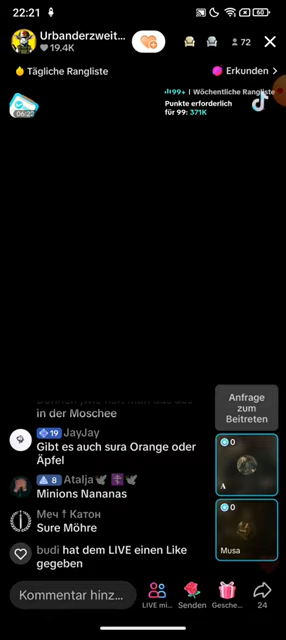 22:21
60
Urbanderzweit...
19.4K
72
Tägliche Rangliste
Erkunden >
99+ | Wöchentliche Rangliste
Punkte erforderlich
für 99: 371K
06:22
in der Moschee
Anfrage
zum
Beitreten
19 JayJay
Gibt es auch sura Orange oder
Äpfel
0
A
8 Atalja
Minions Nananas
Меч † Катон
Sure Möhre
0
Musa
budi hat dem LIVE einen Like
gegeben
Kommentar hinz...
LIVE mi...
Senden
Gesche...
24